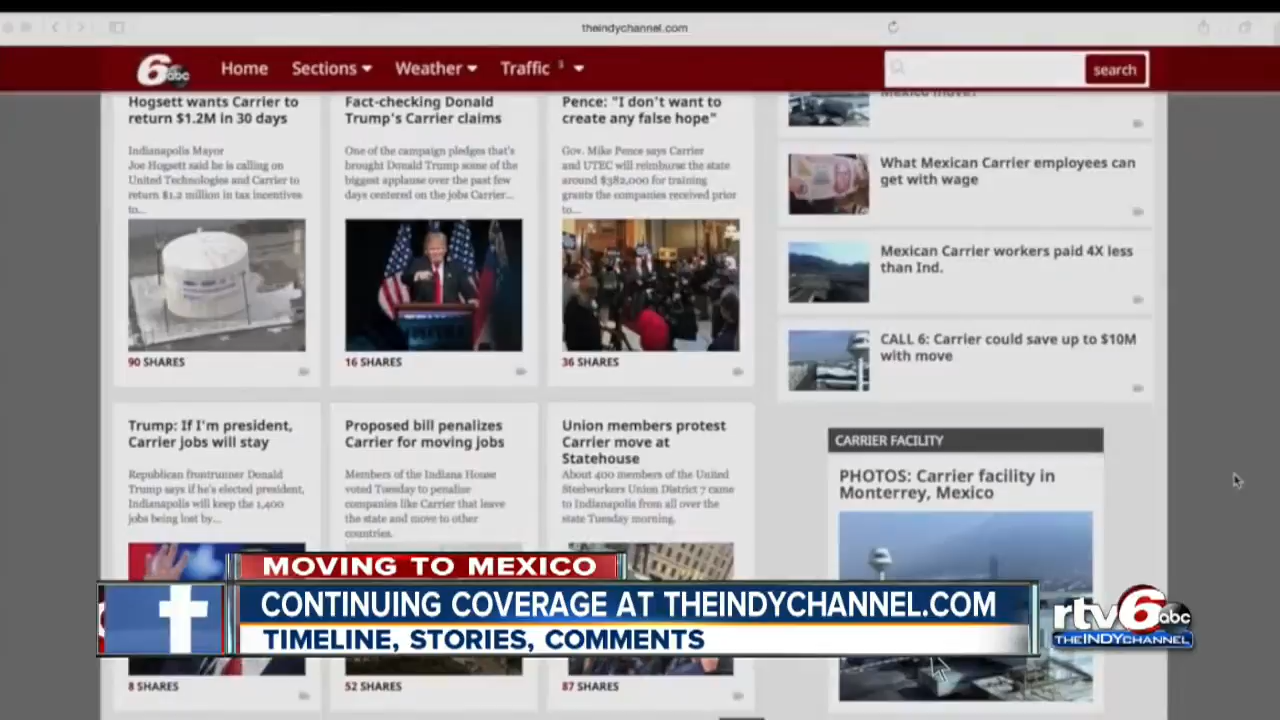 theindychannel.com
6abc
Home
Sections
Weather
Traffic 3
search
Hogsett wants Carrier to
return $1.2M in 30 days
Indianapolis Mayor
Joe Hogsett said he is calling on
United Technologies and Carrier to
return $1.2 million in tax incentives
to...
90 SHARES
Fact-checking Donald
Trump's Carrier claims
One of the campaign pledges that's
brought Donald Trump some of the
biggest applause over the past few
days centered on the jobs Carrier...
16 SHARES
Pence: "I don't want to
create any false hope"
Gov. Mike Pence says Carrier
and UTEC will reimburse the state
around $382,000 for training
grants the companies received prior
to...
36 SHARES
Mexico move?
What Mexican Carrier employees can
get with wage
Mexican Carrier workers paid 4X less
than Ind.
CALL 6: Carrier could save up to $10M
with move
Trump: If I'm president,
Carrier jobs will stay
Republican frontrunner Donald
Trump says if he's elected president,
Indianapolis will keep the 1,400
jobs being lost by...
8 SHARES
Proposed bill penalizes
Carrier for moving jobs
Members of the Indiana House
voted Tuesday to penalize
companies like Carrier that leave
the state and move to other
countries.
52 SHARES
Union members protest
Carrier move at
Statehouse
About 400 members of the United
Steelworkers Union District 7 came
to Indianapolis from all over the
state Tuesday morning.
87 SHARES
CARRIER FACILITY
PHOTOS: Carrier facility in
Monterrey, Mexico
MOVING TO MEXICO
CONTINUING COVERAGE AT THEINDYCHANNEL.COM
TIMELINE, STORIES, COMMENTS
rtv6abc
THEINDYCHANNEL